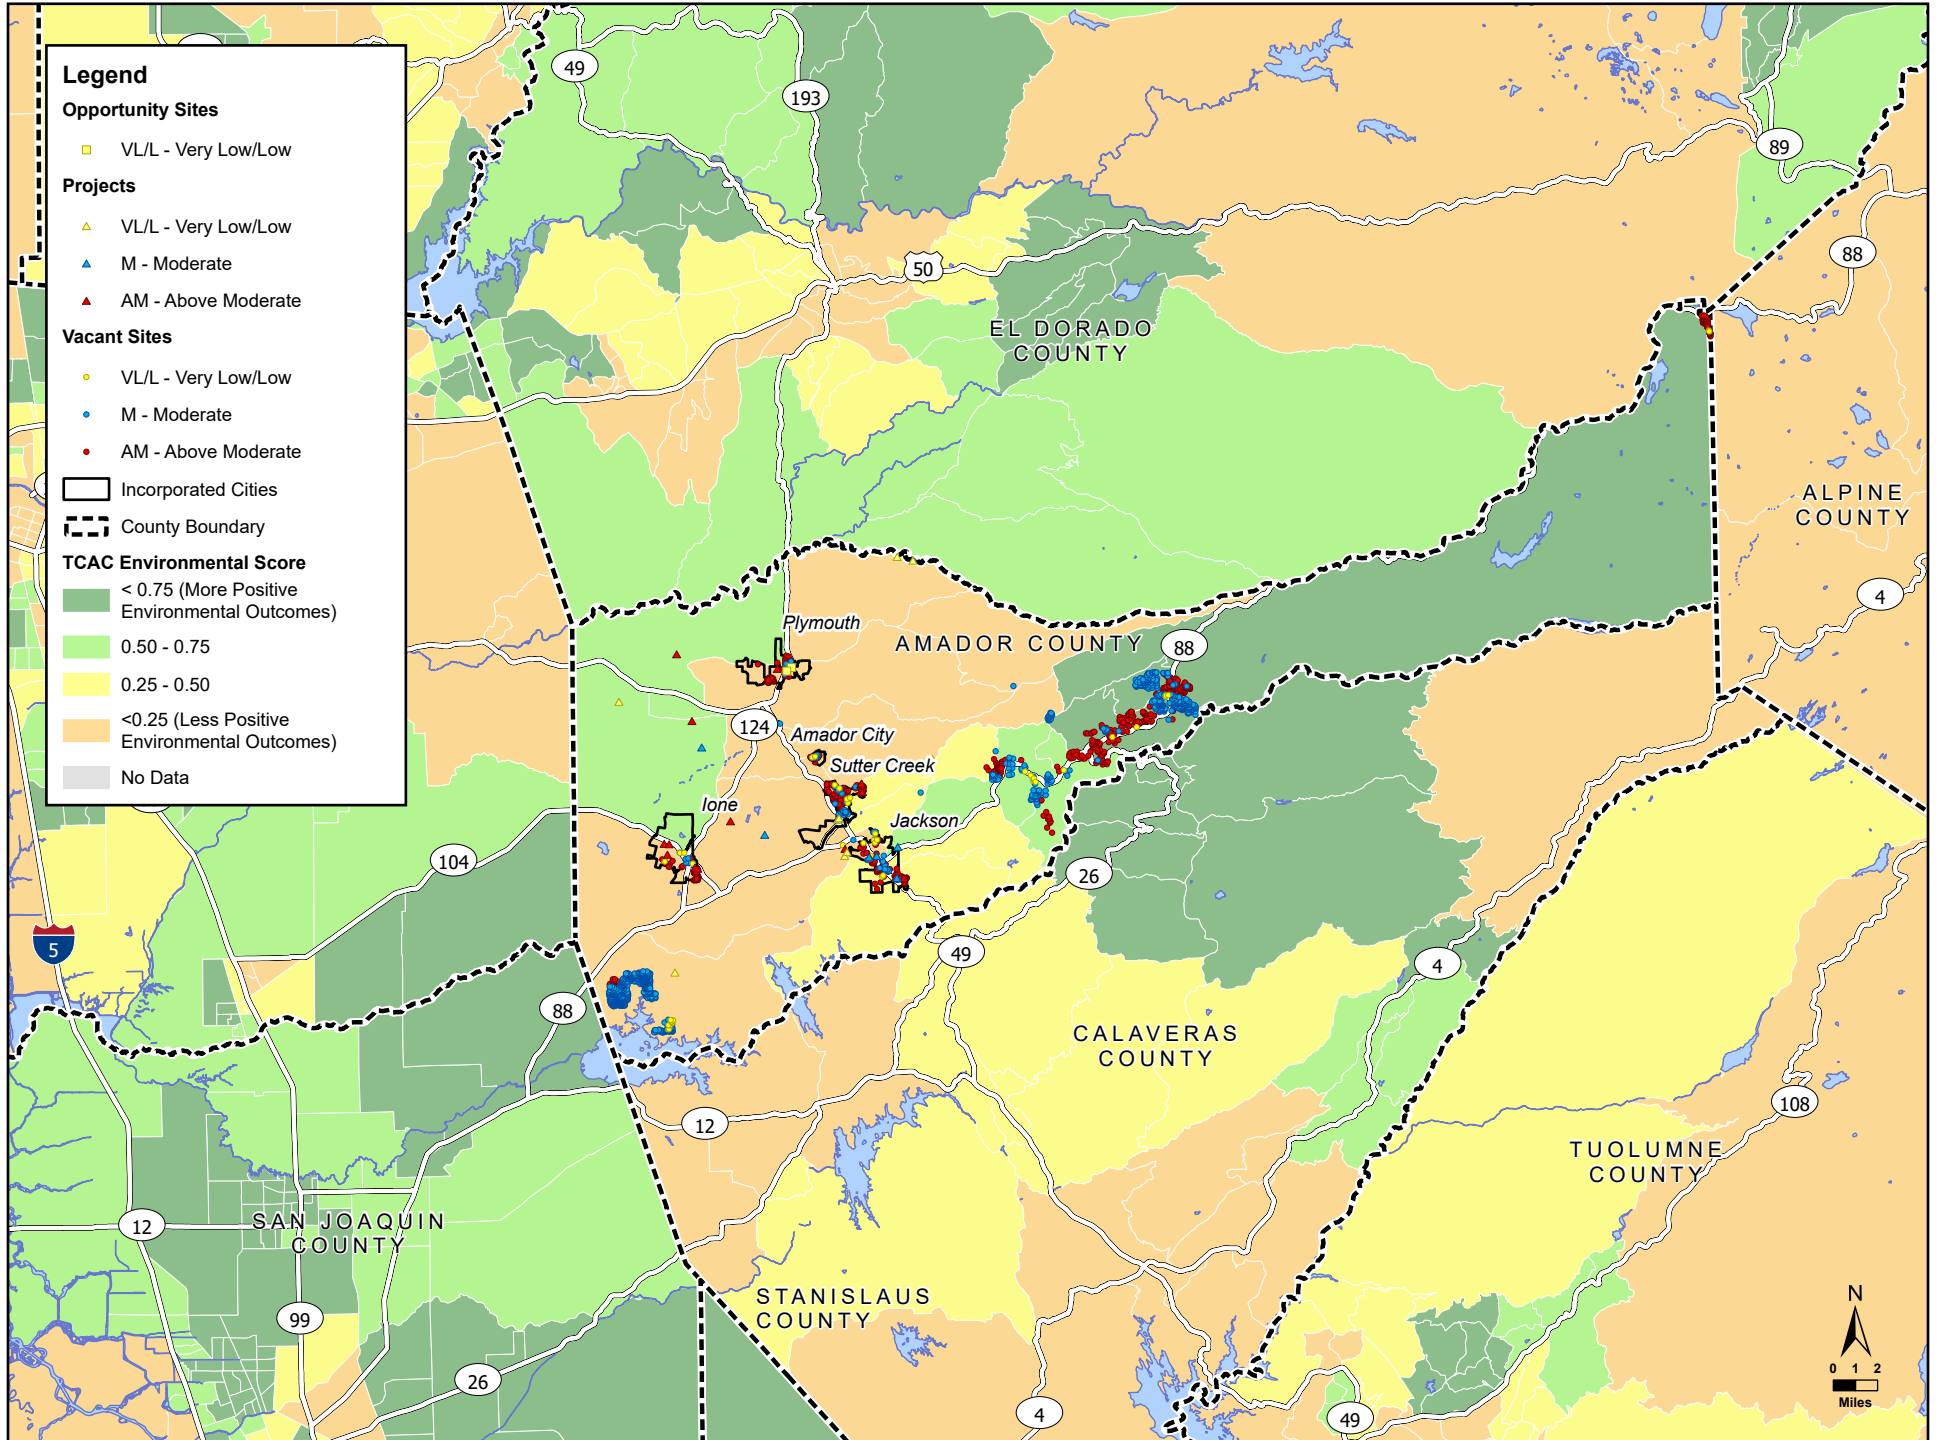 Legend
Opportunity Sites
VL/L - Very Low/Low
Projects
VL/L - Very Low/Low
M - Moderate
AM - Above Moderate
Vacant Sites
VL/L - Very Low/Low
M - Moderate
AM - Above Moderate
Incorporated Cities
County Boundary
TCAC Environmental Score
< 0.75 (More Positive
Environmental Outcomes)
0.50 - 0.75
0.25 - 0.50
<0.25 (Less Positive
Environmental Outcomes)
No Data
49
193
89
88
50
EL DORADO
COUNTY
ALPINE
COUNTY
4
Plymouth
AMADOR COUNTY
88
124
Amador City
Sutter Creek
Ione
Jackson
104
26
5
49
4
88
CALAVERAS
COUNTY
12
108
TUOLUMNE
COUNTY
12
SAN JOAQUIN
COUNTY
STANISLAUS
COUNTY
99
26
4
49
N
0 1 2
Miles